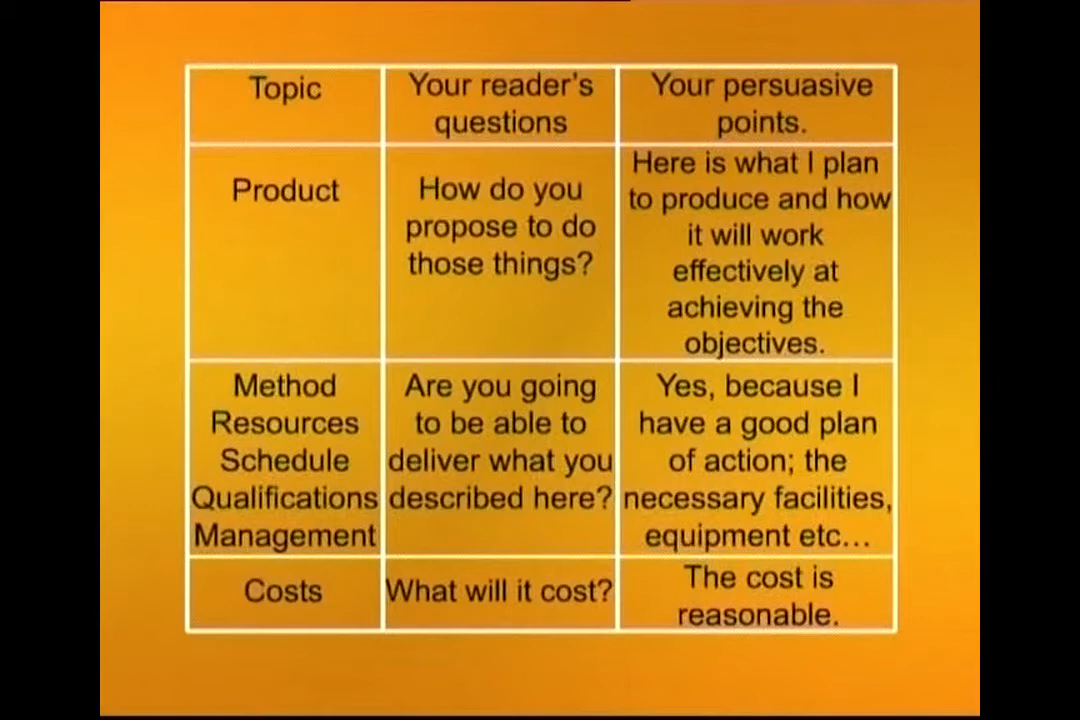 Topic
Your reader's
questions
Your persuasive
points.
Product
How do you
propose to do
those things?
Here is what I plan
to produce and how
it will work
effectively at
achieving the
objectives.
Method
Resources
Schedule
Qualifications
Management
Are you going
to be able to
deliver what you
described here?
Yes, because I
have a good plan
of action; the
necessary facilities,
equipment etc...
Costs
What will it cost?
The cost is
reasonable.